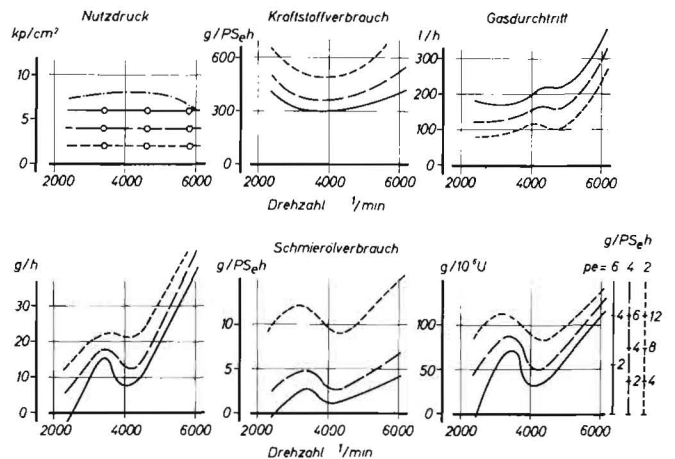 Nutzdruck
kp/cm²
10
5
0
2000 4000 6000
Kraftstoffverbrauch
g/PSeh
600
300
0
2000 4000 6000
Drehzahl 1/min
Gasdurchtritt
l/h
300
200
100
0
2000 4000 6000
g/h
30
20
10
0
2000 4000 6000
Schmierölverbrauch
g/PSeh
10
5
0
2000 4000 6000
Drehzahl 1/min
g/10⁶U
100
50
0
2000 4000 6000
g/PSeh
pe= 6 4 2
4 6 12
4 8
2
2 4